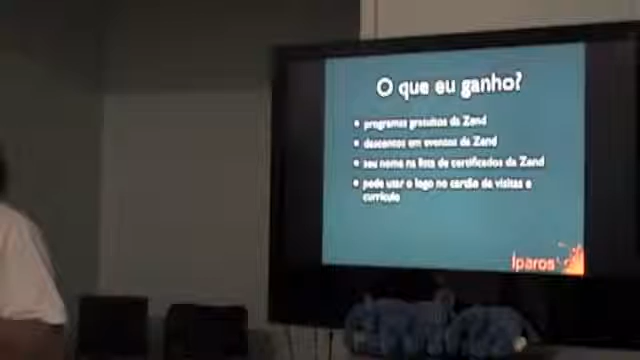 O que eu ganho?
• programas gratuitos da Zend
• descontos em eventos da Zend
• seu nome na lista de certificados da Zend
• pode usar o logo no cartão de visitas e
currículo
iparos